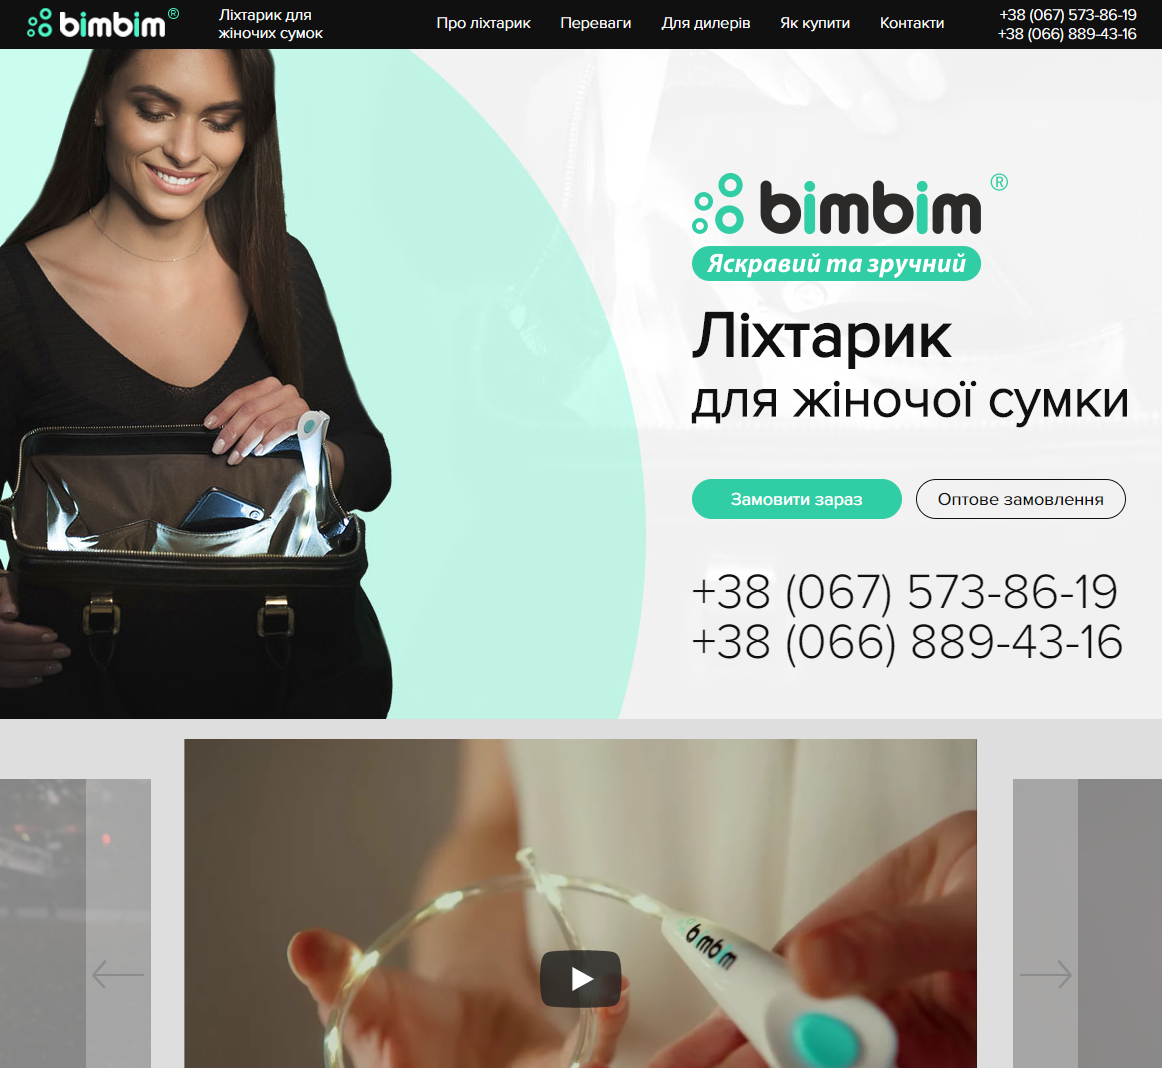 bimbim®
Ліхтарик для
жіночих сумок
Про ліхтарик
Переваги
Для дилерів
Як купити
Контакти
+38 (067) 573-86-19
+38 (066) 889-43-16
bimbim®
Яскравий та зручний
Ліхтарик
для жіночої сумки
Замовити зараз
Оптове замовлення
+38 (067) 573-86-19
+38 (066) 889-43-16
bimbim